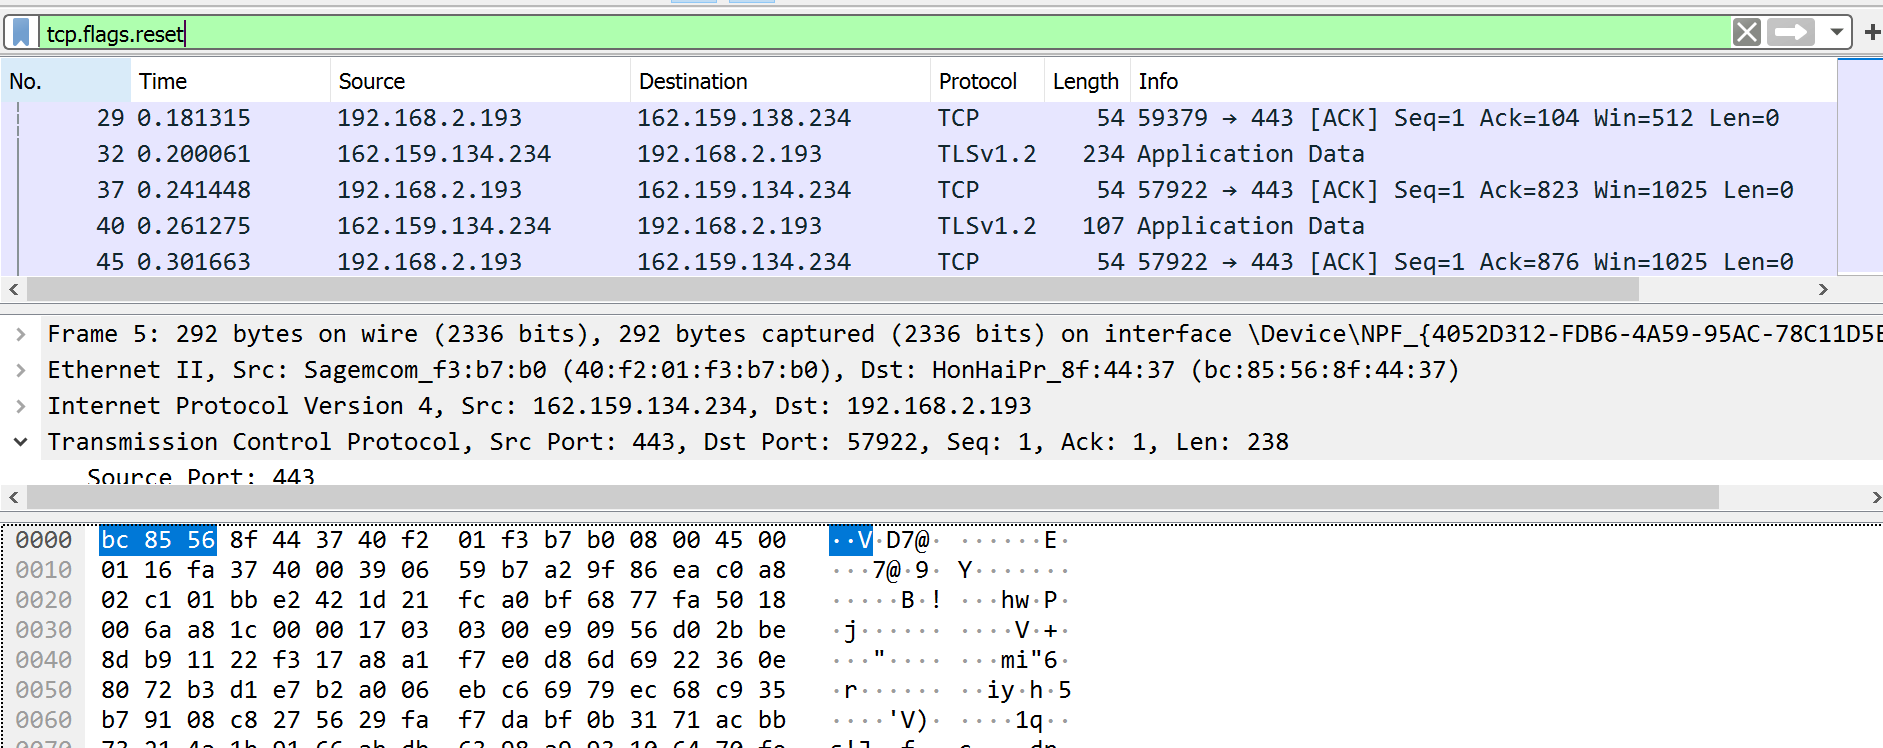 tcp.flags.reset
No. Time Source Destination Protocol Length Info
29 0.181315 192.168.2.193 162.159.138.234 TCP 54 59379 → 443 [ACK] Seq=1 Ack=104 Win=512 Len=0
32 0.200061 162.159.134.234 192.168.2.193 TLSv1.2 234 Application Data
37 0.241448 192.168.2.193 162.159.134.234 TCP 54 57922 → 443 [ACK] Seq=1 Ack=823 Win=1025 Len=0
40 0.261275 162.159.134.234 192.168.2.193 TLSv1.2 107 Application Data
45 0.301663 192.168.2.193 162.159.134.234 TCP 54 57922 → 443 [ACK] Seq=1 Ack=876 Win=1025 Len=0
Frame 5: 292 bytes on wire (2336 bits), 292 bytes captured (2336 bits) on interface \Device\NPF_{4052D312-FDB6-4A59-95AC-78C11D5E
Ethernet II, Src: Sagemcom_f3:b7:b0 (40:f2:01:f3:b7:b0), Dst: HonHaiPr_8f:44:37 (bc:85:56:8f:44:37)
Internet Protocol Version 4, Src: 162.159.134.234, Dst: 192.168.2.193
Transmission Control Protocol, Src Port: 443, Dst Port: 57922, Seq: 1, Ack: 1, Len: 238
Source Port: 443
0000 bc 85 56 8f 44 37 40 f2 01 f3 b7 b0 08 00 45 00 ··V·D7@· ······E·
0010 01 16 fa 37 40 00 39 06 59 b7 a2 9f 86 ea c0 a8 ···7@·9· Y·······
0020 02 c1 01 bb e2 42 1d 21 fc a0 bf 68 77 fa 50 18 ·····B·! ···hw·P·
0030 00 6a a8 1c 00 00 17 03 03 00 e9 09 56 d0 2b be ·j······ ····V·+·
0040 8d b9 11 22 f3 17 a8 a1 f7 e0 d8 6d 69 22 36 0e ···"···· ···mi"6·
0050 80 72 b3 d1 e7 b2 a0 06 eb c6 69 79 ec 68 c9 35 ·r······ ··iy·h·5
0060 b7 91 08 c8 27 56 29 fa f7 da bf 0b 31 71 ac bb ····'V)· ····1q··